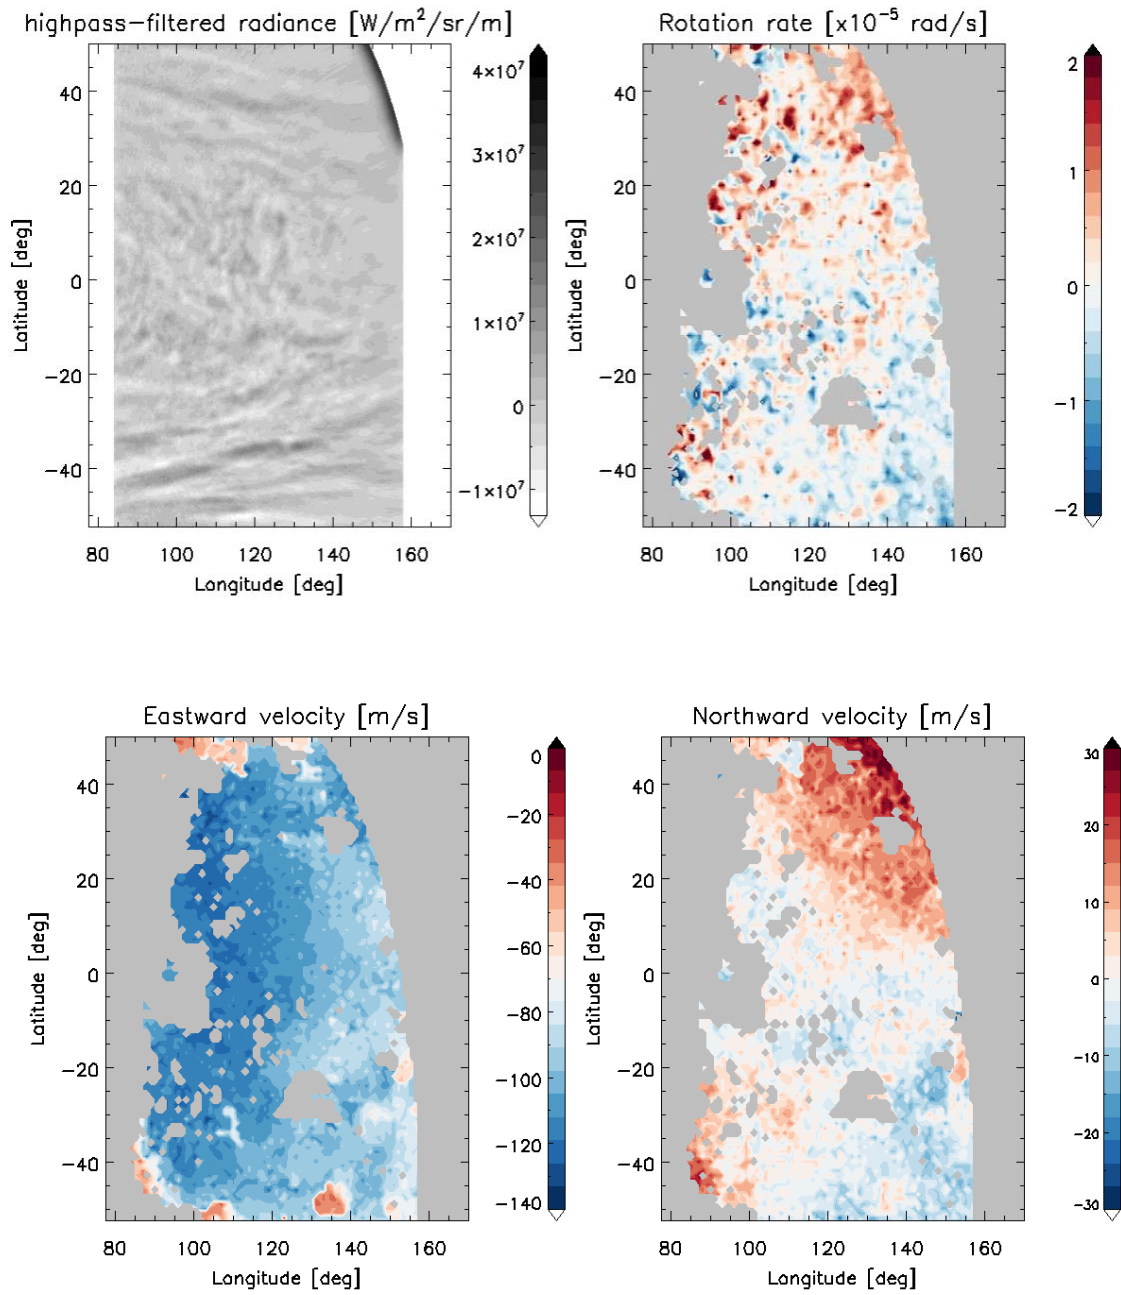 highpass−filtered radiance [W/m²/sr/m]
Rotation rate [x10⁻⁵ rad/s]
40
20
0
−20
−40
Latitude [deg]
80 100 120 140 160
Longitude [deg]
4×10⁷
3×10⁷
2×10⁷
1×10⁷
0
−1×10⁷
40
20
0
−20
−40
Latitude [deg]
80 100 120 140 160
Longitude [deg]
2
1
0
−1
−2
Eastward velocity [m/s]
Northward velocity [m/s]
40
20
0
−20
−40
Latitude [deg]
80 100 120 140 160
Longitude [deg]
0
−20
−40
−60
−80
−100
−120
−140
40
20
0
−20
−40
Latitude [deg]
80 100 120 140 160
Longitude [deg]
30
20
10
0
−10
−20
−30